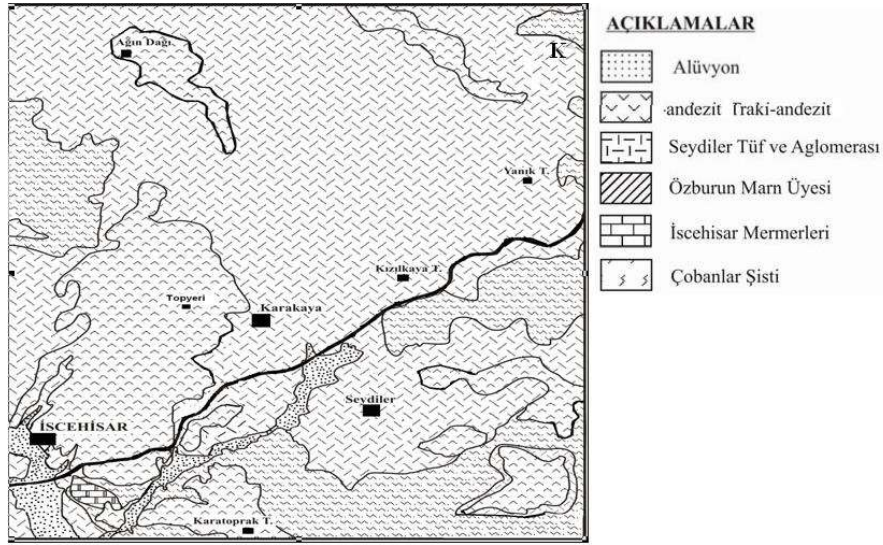 Ağın Dağı
K
Yanık T.
Kızılkaya T.
Topyeri
Karakaya
Seydiler
İSCEHİSAR
Karatoprak T.
AÇIKLAMALAR
Alüvyon
-andezit Traki-andezit
Seydiler Tüf ve Aglomerası
Özburun Marn Üyesi
İscehisar Mermerleri
Çobanlar Şisti